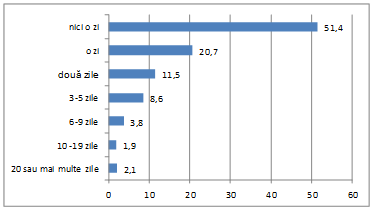 nici o zi 51,4
o zi 20,7
două zile 11,5
3-5 zile 8,6
6-9 zile 3,8
10 -19 zile 1,9
20 sau mai multe zile 2,1
0 10 20 30 40 50 60